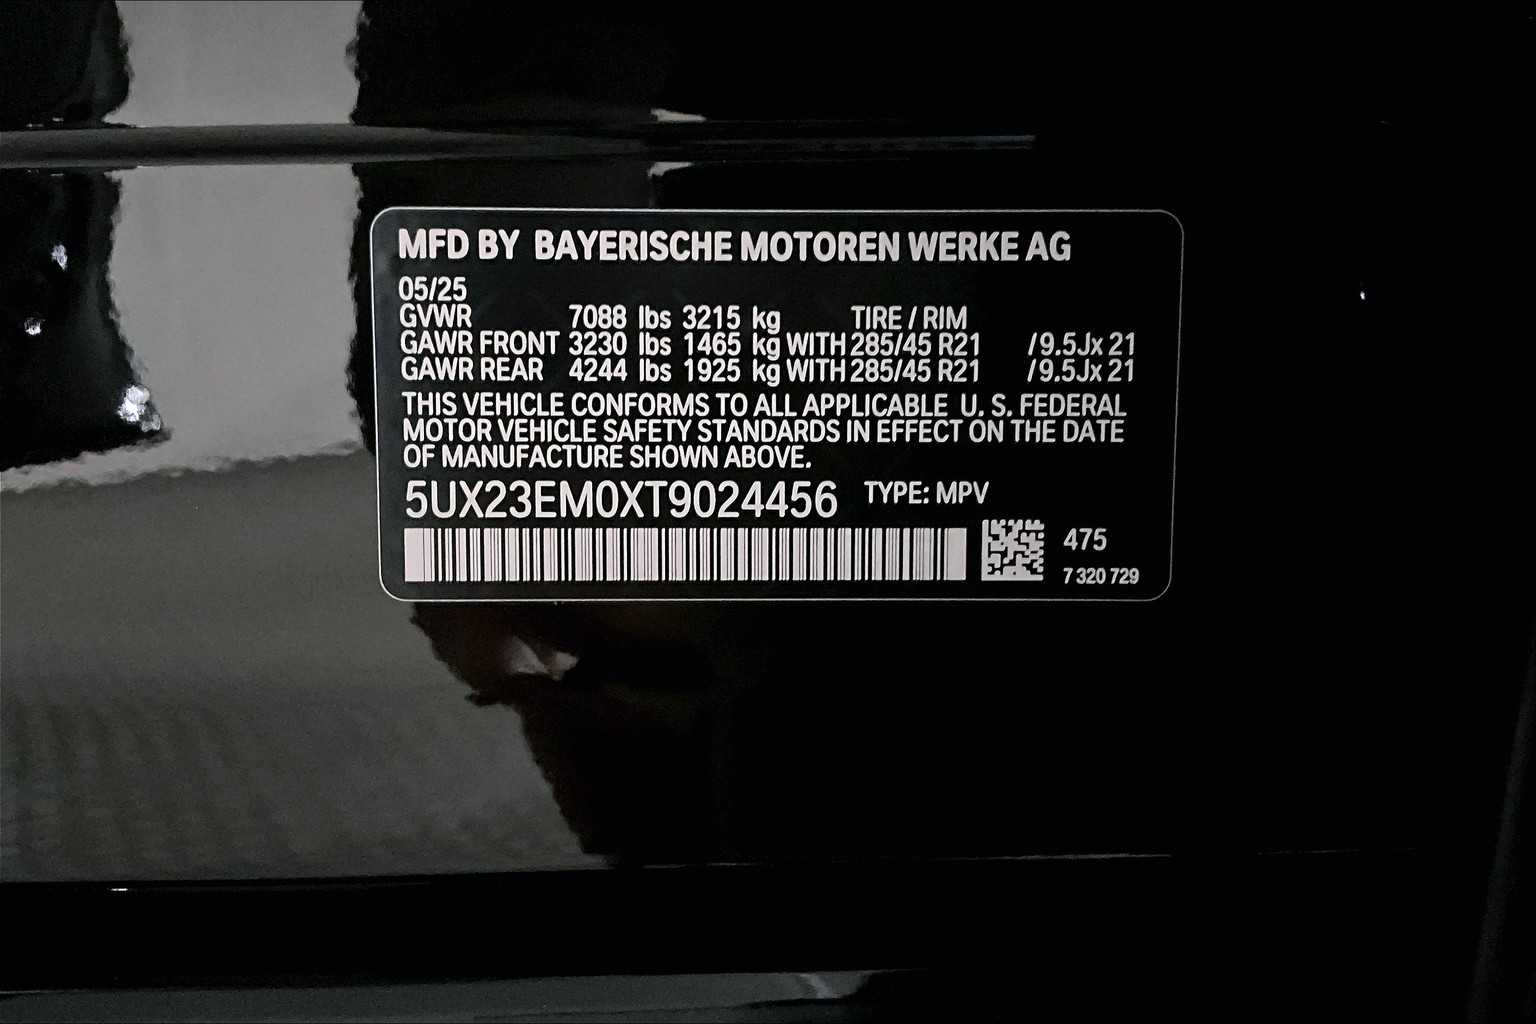 MFD BY BAYERISCHE MOTOREN WERKE AG
05/25
GVWR 7088 lbs 3215 kg TIRE / RIM
GAWR FRONT 3230 lbs 1465 kg WITH 285/45 R21 /9.5Jx 21
GAWR REAR 4244 lbs 1925 kg WITH 285/45 R21 /9.5Jx 21
THIS VEHICLE CONFORMS TO ALL APPLICABLE U. S. FEDERAL
MOTOR VEHICLE SAFETY STANDARDS IN EFFECT ON THE DATE
OF MANUFACTURE SHOWN ABOVE.
5UX23EM0XT9024456 TYPE: MPV
475
7 320 729